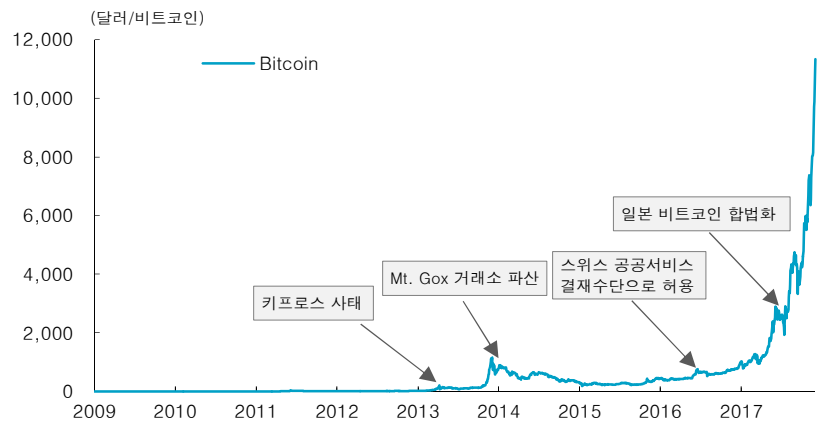 (달러/비트코인)
12,000
10,000
8,000
6,000
4,000
2,000
0
Bitcoin
일본 비트코인 합법화
스위스 공공서비스
결재수단으로 허용
Mt. Gox 거래소 파산
키프로스 사태
2009 2010 2011 2012 2013 2014 2015 2016 2017